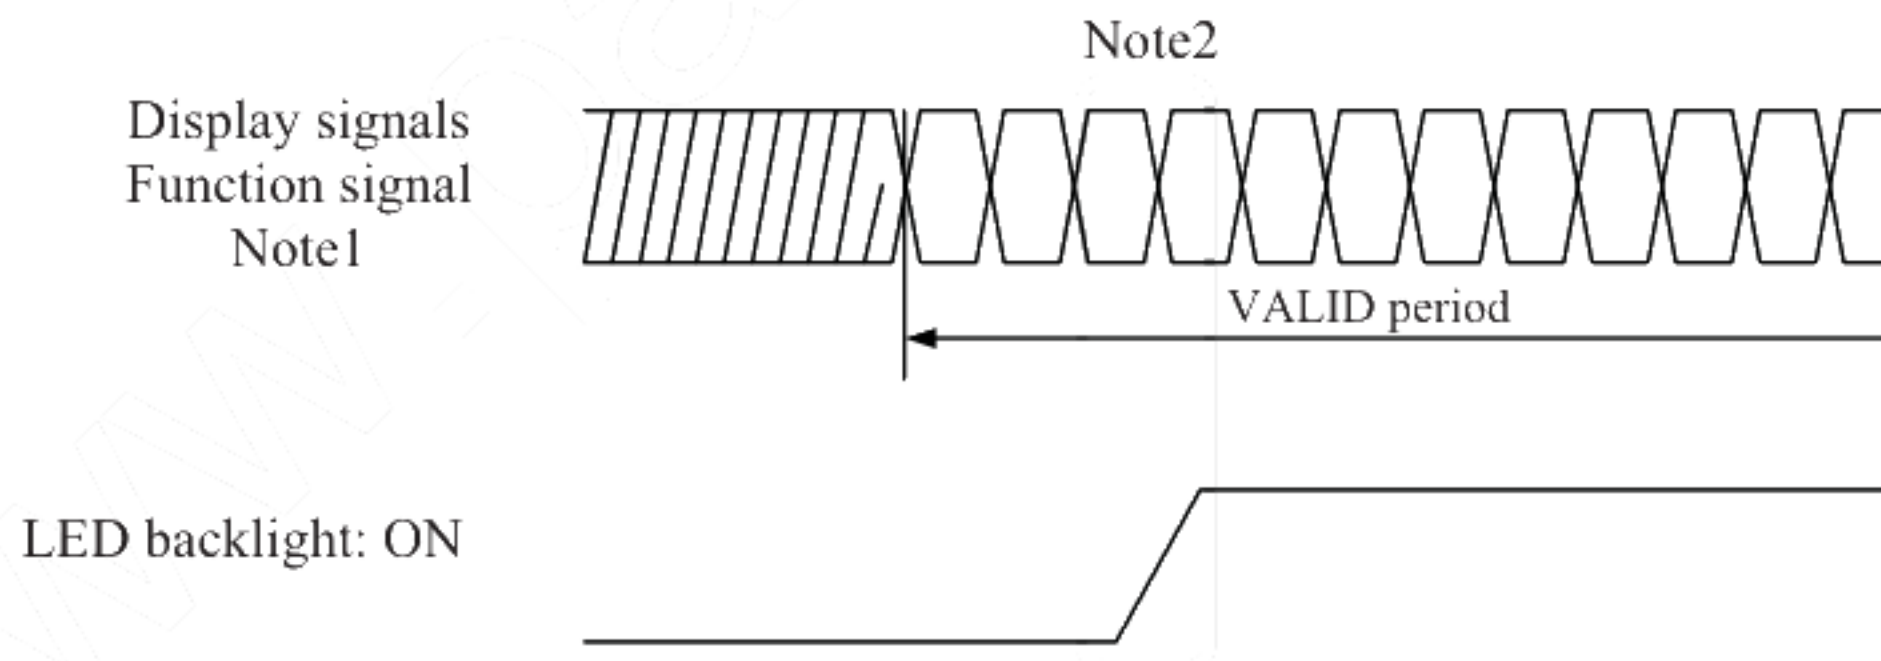 Note2
Display signals
Function signal
Note1
VALID period
LED backlight: ON